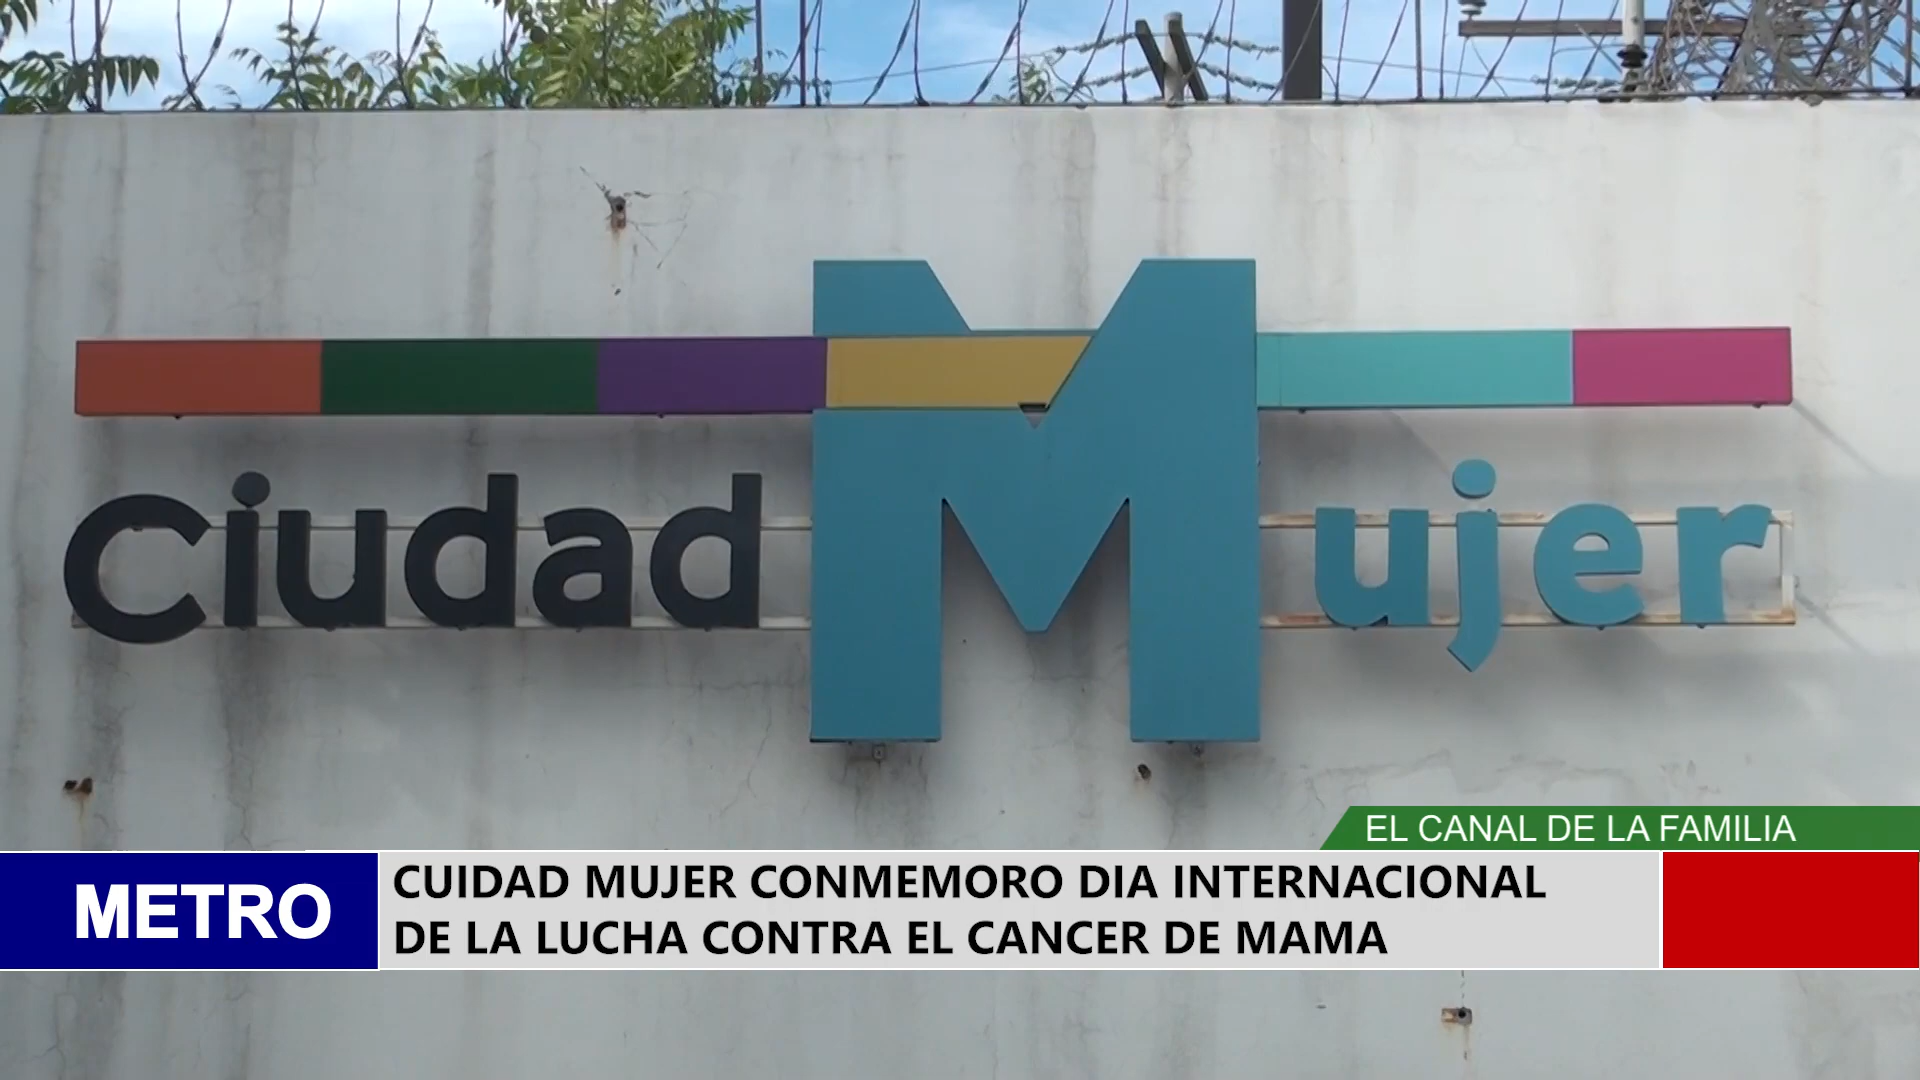 Ciudad Mujer
EL CANAL DE LA FAMILIA
METRO
CUIDAD MUJER CONMEMORO DIA INTERNACIONAL
DE LA LUCHA CONTRA EL CANCER DE MAMA